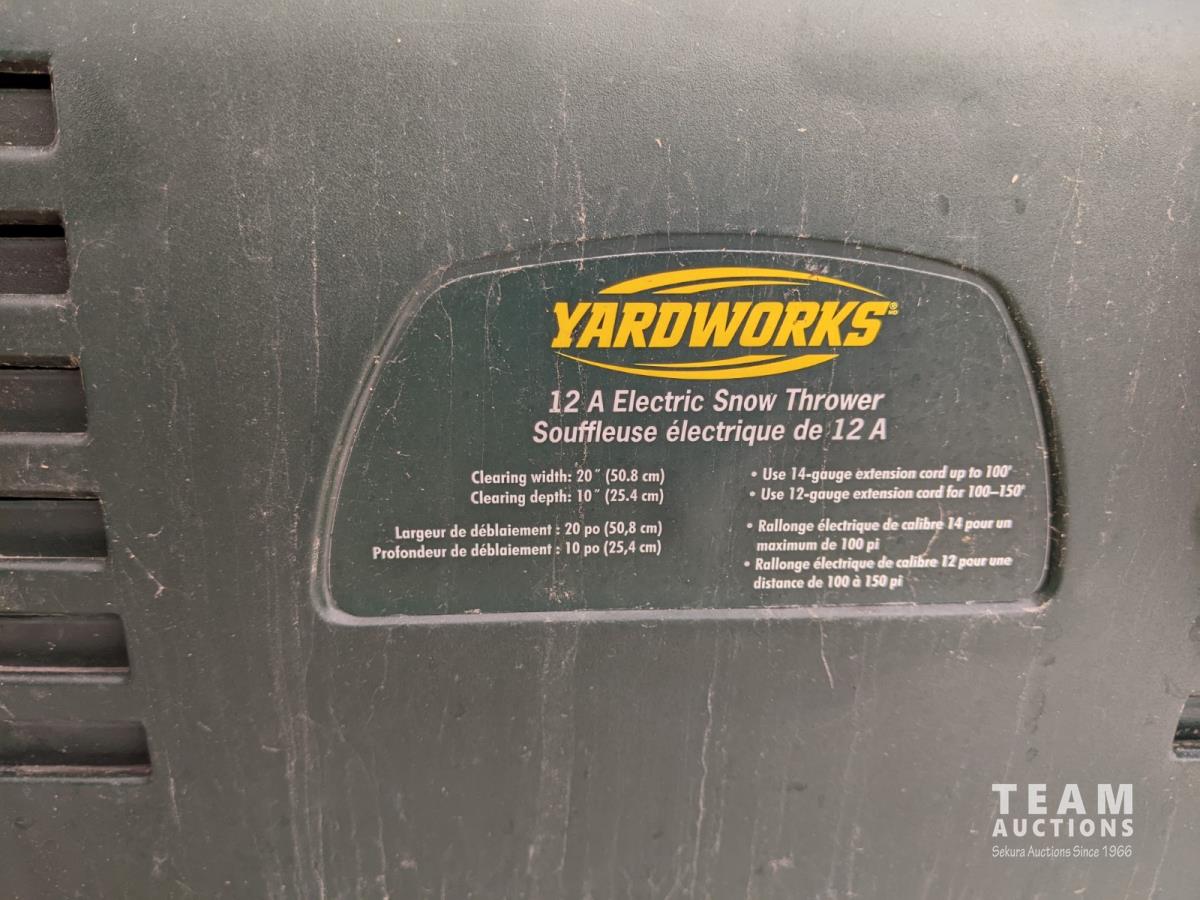 YARDWORKS
12 A Electric Snow Thrower
Souffleuse électrique de 12 A
Clearing width: 20" (50.8 cm)
Clearing depth: 10" (25.4 cm)
Largeur de déblaiement : 20 po (50,8 cm)
Profondeur de déblaiement : 10 po (25,4 cm)
• Use 14-gauge extension cord up to 100'
• Use 12-gauge extension cord for 100–150'
• Rallonge électrique de calibre 14 pour un
maximum de 100 pi
• Rallonge électrique de calibre 12 pour une
distance de 100 à 150 pi
TEAM
AUCTIONS
Sekura Auctions Since 1966